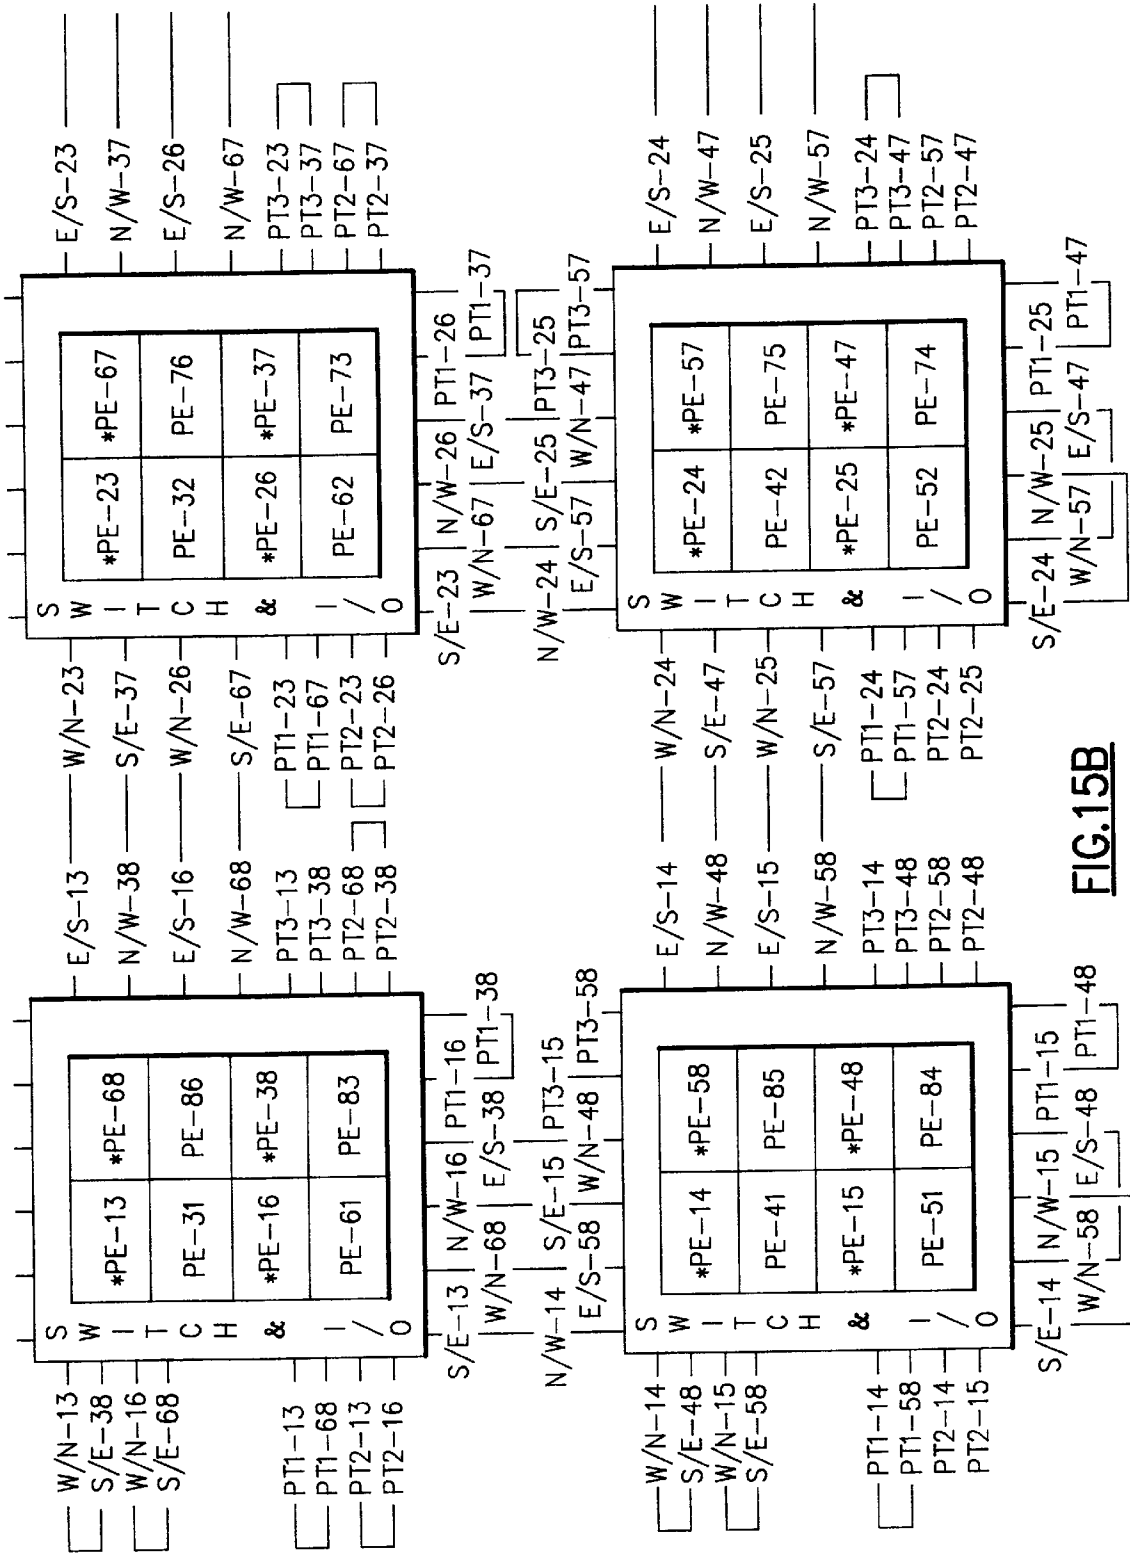 W/N-13
S/E-38
W/N-16
S/E-68
PT1-13
PT1-68
PT2-13
PT2-16
SWITCH & I/O
*PE-13 *PE-68
PE-31 PE-86
*PE-16 *PE-38
PE-61 PE-83
E/S-13
N/W-38
E/S-16
N/W-68
PT3-13
PT3-38
PT2-68
PT2-38
S/E-13 N/W-16 PT1-16
W/N-68 E/S-38 PT1-38
W/N-23
S/E-37
W/N-26
S/E-67
PT1-23
PT1-67
PT2-23
PT2-26
SWITCH & I/O
*PE-23 *PE-67
PE-32 PE-76
*PE-26 *PE-37
PE-62 PE-73
E/S-23
N/W-37
E/S-26
N/W-67
PT3-23
PT3-37
PT2-67
PT2-37
S/E-23 N/W-26 PT1-26
W/N-67 E/S-37 PT1-37
N/W-14 S/E-15 PT3-15
E/S-58 W/N-48 PT3-58
W/N-14
S/E-48
W/N-15
S/E-58
PT1-14
PT1-58
PT2-14
PT2-15
SWITCH & I/O
*PE-14 *PE-58
PE-41 PE-85
*PE-15 *PE-48
PE-51 PE-84
E/S-14
N/W-48
E/S-15
N/W-58
PT3-14
PT3-48
PT2-58
PT2-48
S/E-14 N/W-15 PT1-15
W/N-58 E/S-48 PT1-48
N/W-24 S/E-25 PT3-25
E/S-57 W/N-47 PT3-57
W/N-24
S/E-47
W/N-25
S/E-57
PT1-24
PT1-57
PT2-24
PT2-25
SWITCH & I/O
*PE-24 *PE-57
PE-42 PE-75
*PE-25 *PE-47
PE-52 PE-74
E/S-24
N/W-47
E/S-25
N/W-57
PT3-24
PT3-47
PT2-57
PT2-47
S/E-24 N/W-25 PT1-25
W/N-57 E/S-47 PT1-47
FIG.15B